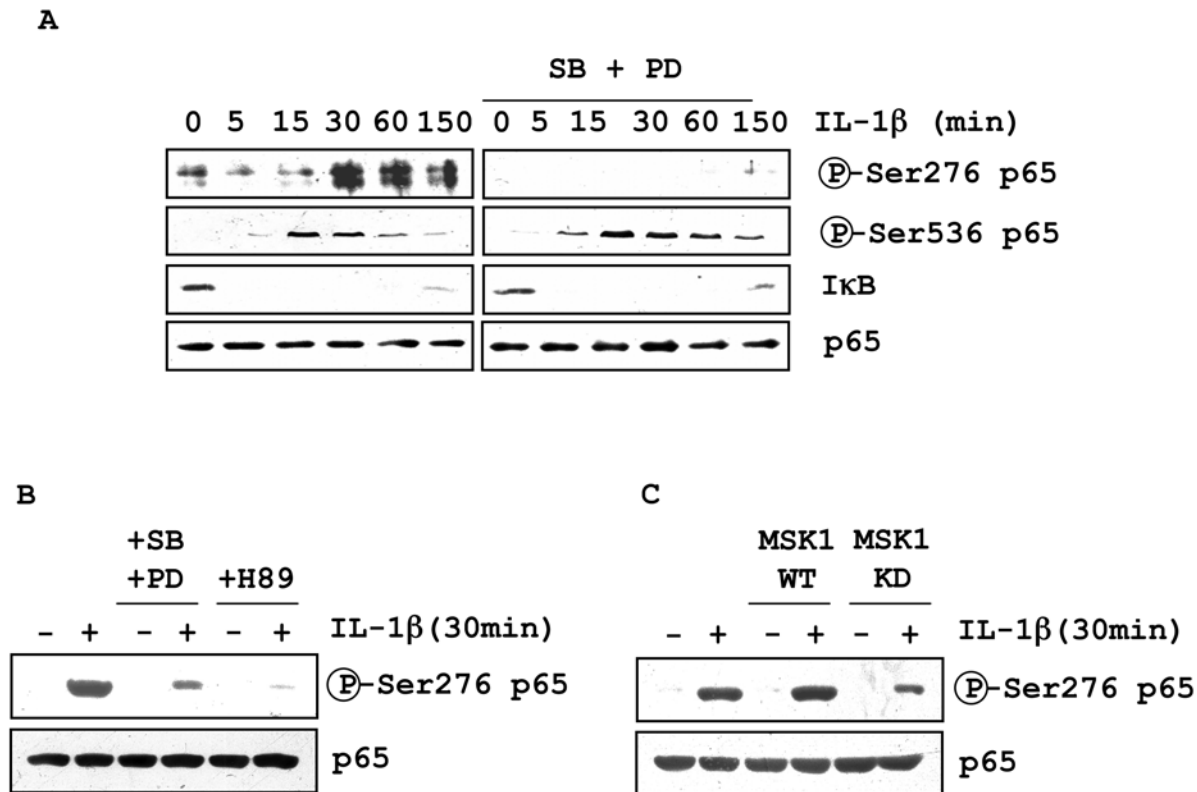 A
SB + PD
0 5 15 30 60 150 0 5 15 30 60 150 IL-1β (min)
Ⓟ-Ser276 p65
Ⓟ-Ser536 p65
IκB
p65
B
+SB
+PD +H89
- + - + - + IL-1β(30min)
Ⓟ-Ser276 p65
p65
C
MSK1 MSK1
WT KD
- + - + - + IL-1β(30min)
Ⓟ-Ser276 p65
p65